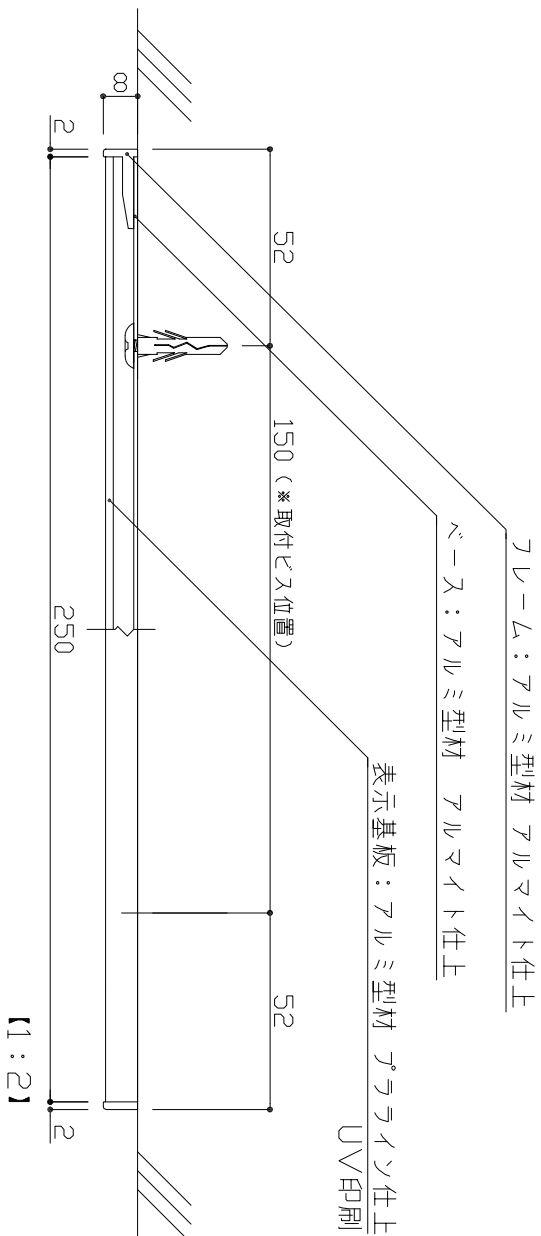 フレーム：アルミ型材 アルマイト仕上
ベース：アルミ型材 アルマイト仕上
表示基板：アルミ型材 プララライン仕上
UV印刷
52
150（※取付ビス位置）
52
8
2
250
2
【1：2】